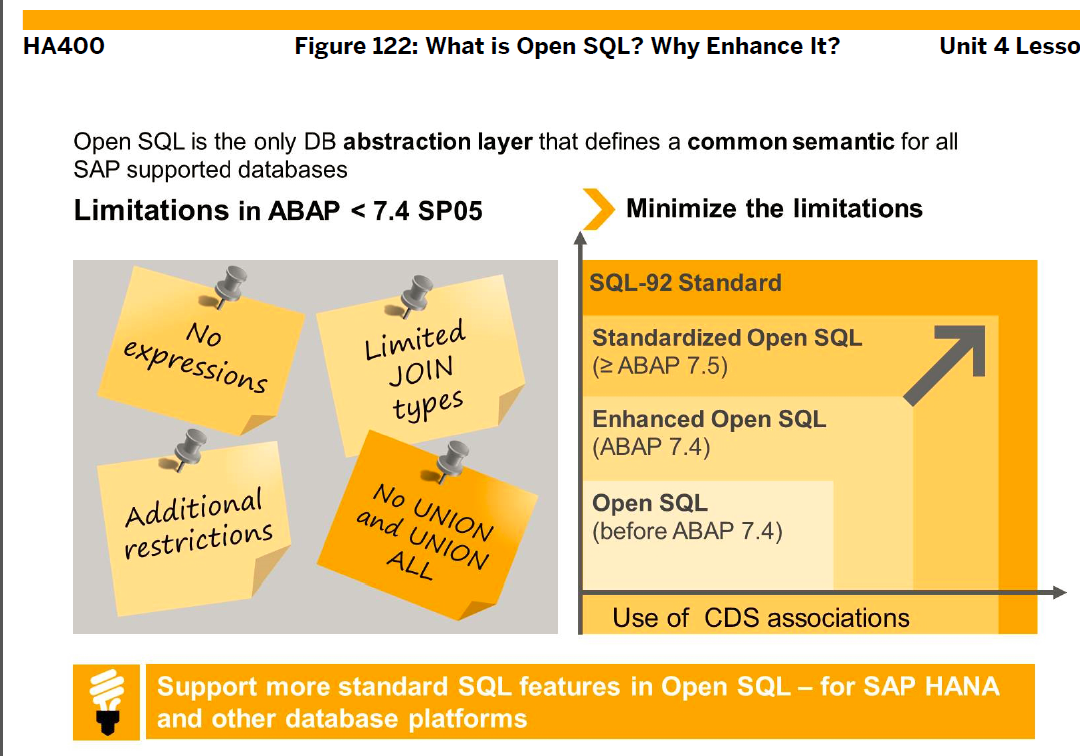 HA400
Figure 122: What is Open SQL? Why Enhance It?
Unit 4 Lesso
Open SQL is the only DB abstraction layer that defines a common semantic for all
SAP supported databases
Limitations in ABAP < 7.4 SP05
Minimize the limitations
No
expressions
Limited
JOIN
types
Additional
restrictions
No UNION
and UNION
ALL
SQL-92 Standard
Standardized Open SQL
(≥ ABAP 7.5)
Enhanced Open SQL
(ABAP 7.4)
Open SQL
(before ABAP 7.4)
Use of CDS associations
Support more standard SQL features in Open SQL – for SAP HANA
and other database platforms